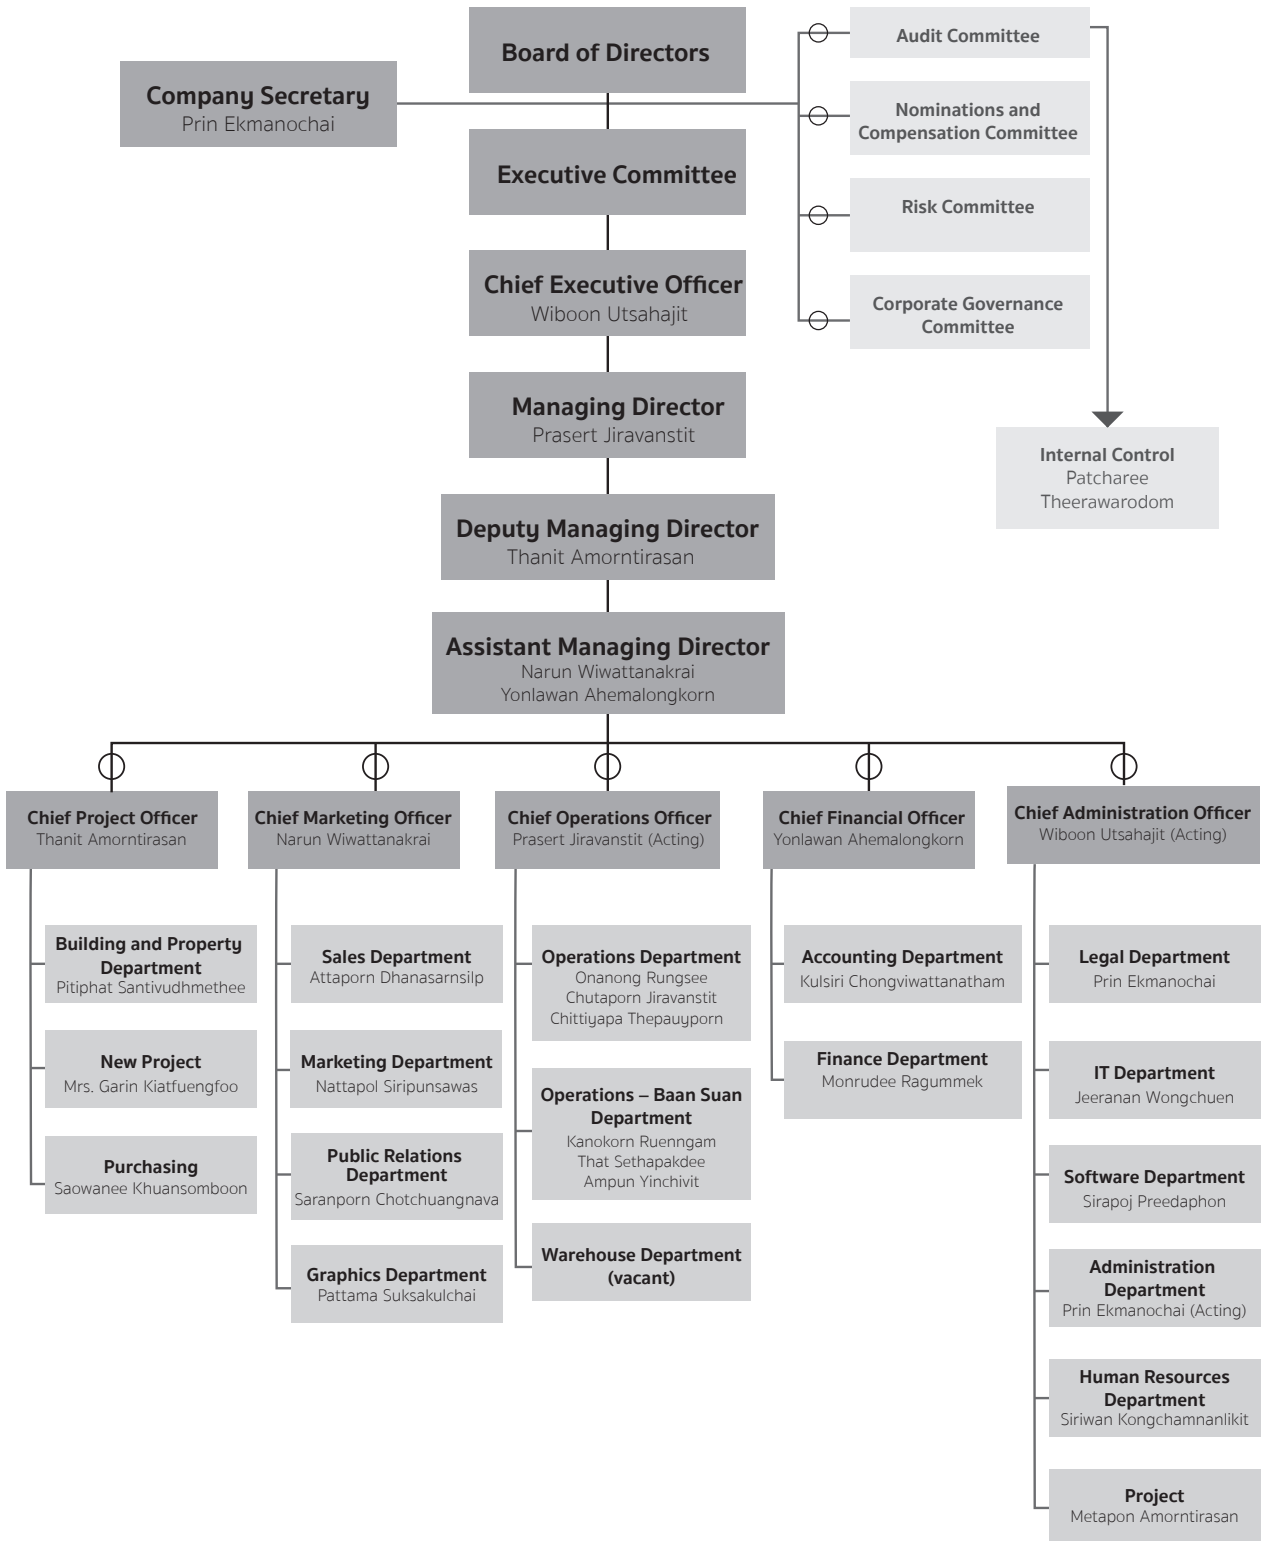 Board of Directors
Company Secretary
Prin Ekmanochai
Audit Committee
Nominations and
Compensation Committee
Executive Committee
Risk Committee
Chief Executive Officer
Wiboon Utsahajit
Corporate Governance
Committee
Managing Director
Prasert Jiravanstit
Internal Control
Patcharee
Theerawarodom
Deputy Managing Director
Thanit Amorntirasan
Assistant Managing Director
Narun Wiwattanakrai
Yonlawan Ahemalongkorn
Chief Project Officer
Thanit Amorntirasan
Chief Marketing Officer
Narun Wiwattanakrai
Chief Operations Officer
Prasert Jiravanstit (Acting)
Chief Financial Officer
Yonlawan Ahemalongkorn
Chief Administration Officer
Wiboon Utsahajit (Acting)
Building and Property
Department
Pitiphat Santivudhmethee
New Project
Mrs. Garin Kiatfuengfoo
Purchasing
Saowanee Khuansomboon
Sales Department
Attaporn Dhanasarnsilp
Marketing Department
Nattapol Siripunsawas
Public Relations
Department
Saranporn Chotchuangnava
Graphics Department
Pattama Suksakulchai
Operations Department
Onanong Rungsee
Chutaporn Jiravanstit
Chittiyapa Thepauyporn
Operations – Baan Suan
Department
Kanokorn Ruenngam
That Sethapakdee
Ampun Yinchivit
Warehouse Department
(vacant)
Accounting Department
Kulsiri Chongviwattanatham
Finance Department
Monrudee Ragummek
Legal Department
Prin Ekmanochai
IT Department
Jeeranan Wongchuen
Software Department
Sirapoj Preedaphon
Administration
Department
Prin Ekmanochai (Acting)
Human Resources
Department
Siriwan Kongchamnanlikit
Project
Metapon Amorntirasan